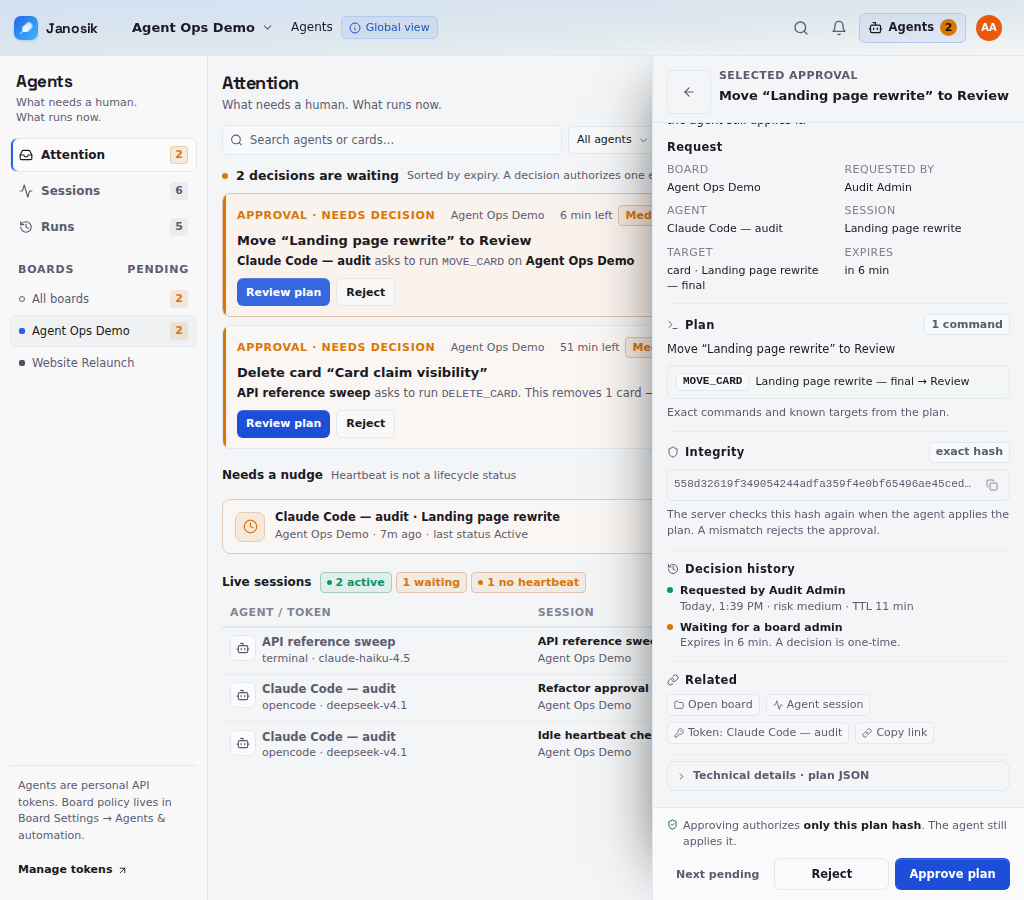 Janosik
Agent Ops Demo
Agents
Global view
Agents 2
AA
Agents
What needs a human.
What runs now.
Attention 2
Sessions 6
Runs 5
BOARDS PENDING
All boards 2
Agent Ops Demo 2
Website Relaunch
Agents are personal API
tokens. Board policy lives in
Board Settings → Agents &
automation.
Manage tokens
Attention
What needs a human. What runs now.
Search agents or cards…
All agents
2 decisions are waiting Sorted by expiry. A decision authorizes one e
APPROVAL · NEEDS DECISION · Agent Ops Demo · 6 min left Med
Move “Landing page rewrite” to Review
Claude Code — audit asks to run MOVE_CARD on Agent Ops Demo
Review plan
Reject
APPROVAL · NEEDS DECISION · Agent Ops Demo · 51 min left Me
Delete card “Card claim visibility”
API reference sweep asks to run DELETE_CARD. This removes 1 card —
Review plan
Reject
Needs a nudge Heartbeat is not a lifecycle status
Claude Code — audit · Landing page rewrite
Agent Ops Demo · 7m ago · last status Active
Live sessions 2 active 1 waiting 1 no heartbeat
AGENT / TOKEN SESSION
API reference sweep
terminal · claude-haiku-4.5
API reference swe
Agent Ops Demo
Claude Code — audit
opencode · deepseek-v4.1
Refactor approval
Agent Ops Demo
Claude Code — audit
opencode · deepseek-v4.1
Idle heartbeat che
Agent Ops Demo
SELECTED APPROVAL
Move “Landing page rewrite” to Review
the agent still applies it.
Request
BOARD
Agent Ops Demo
REQUESTED BY
Audit Admin
AGENT
Claude Code — audit
SESSION
Landing page rewrite
TARGET
card · Landing page rewrite
— final
EXPIRES
in 6 min
Plan 1 command
Move “Landing page rewrite” to Review
MOVE_CARD Landing page rewrite — final → Review
Exact commands and known targets from the plan.
Integrity exact hash
558d32619f349054244adfa359f4e0bf65496ae45ced…
The server checks this hash again when the agent applies the
plan. A mismatch rejects the approval.
Decision history
Requested by Audit Admin
Today, 1:39 PM · risk medium · TTL 11 min
Waiting for a board admin
Expires in 6 min. A decision is one-time.
Related
Open board
Agent session
Token: Claude Code — audit
Copy link
Technical details · plan JSON
Approving authorizes only this plan hash. The agent still
applies it.
Next pending
Reject
Approve plan